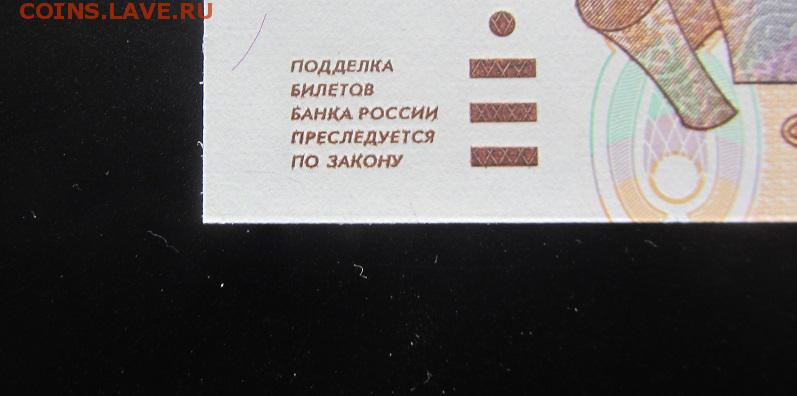 COINS.LAVE.RU
ПОДДЕЛКА
БИЛЕТОВ
БАНКА РОССИИ
ПРЕСЛЕДУЕТСЯ
ПО ЗАКОНУ